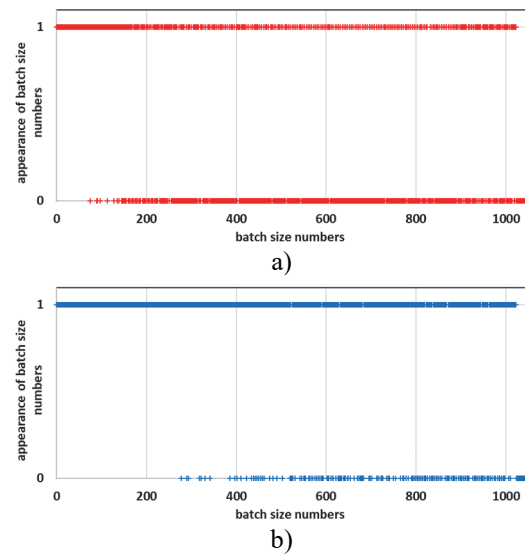 1
0
appearance of batch size
numbers
0 200 400 600 800 1000
batch size numbers
a)
1
0
appearance of batch size
numbers
0 200 400 600 800 1000
batch size numbers
b)